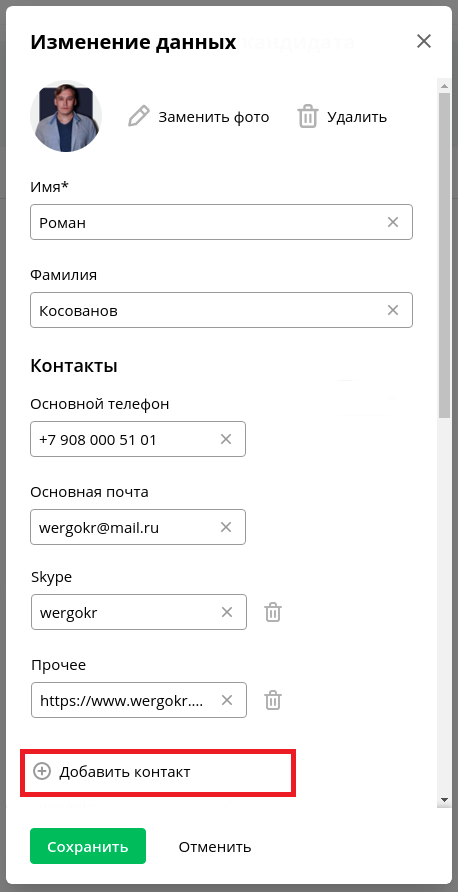 Изменение данных
Заменить фото
Удалить
Имя*
Роман
Фамилия
Косованов
Контакты
Основной телефон
+7 908 000 51 01
Основная почта
wergokr@mail.ru
Skype
wergokr
Прочее
https://www.wergokr....
Добавить контакт
Сохранить
Отменить